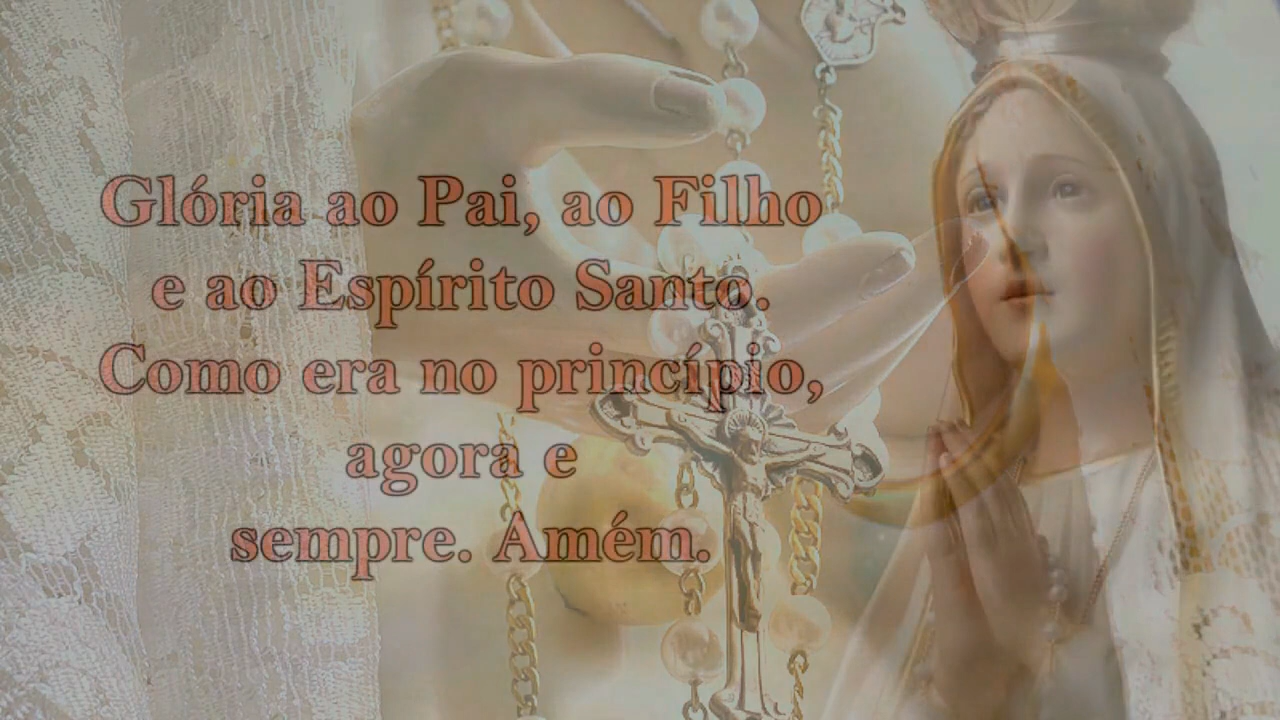 Glória ao Pai, ao Filho
e ao Espírito Santo.
Como era no princípio,
agora e
sempre. Amém.